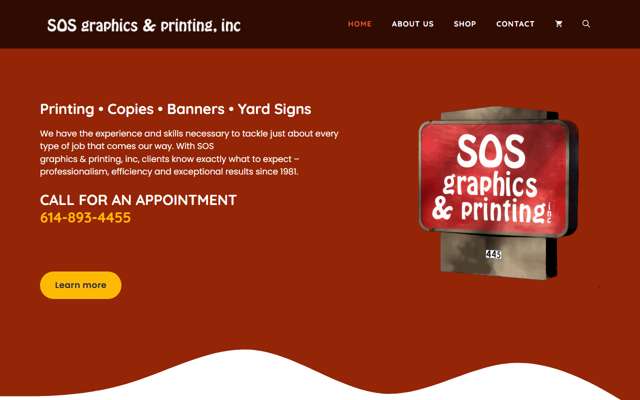 SOS graphics & printing, inc
HOME ABOUT US SHOP CONTACT
Printing • Copies • Banners • Yard Signs
We have the experience and skills necessary to tackle just about every
type of job that comes our way. With SOS
graphics & printing, inc, clients know exactly what to expect –
professionalism, efficiency and exceptional results since 1981.
CALL FOR AN APPOINTMENT
614-893-4455
Learn more
SOS
graphics
& printing inc
445